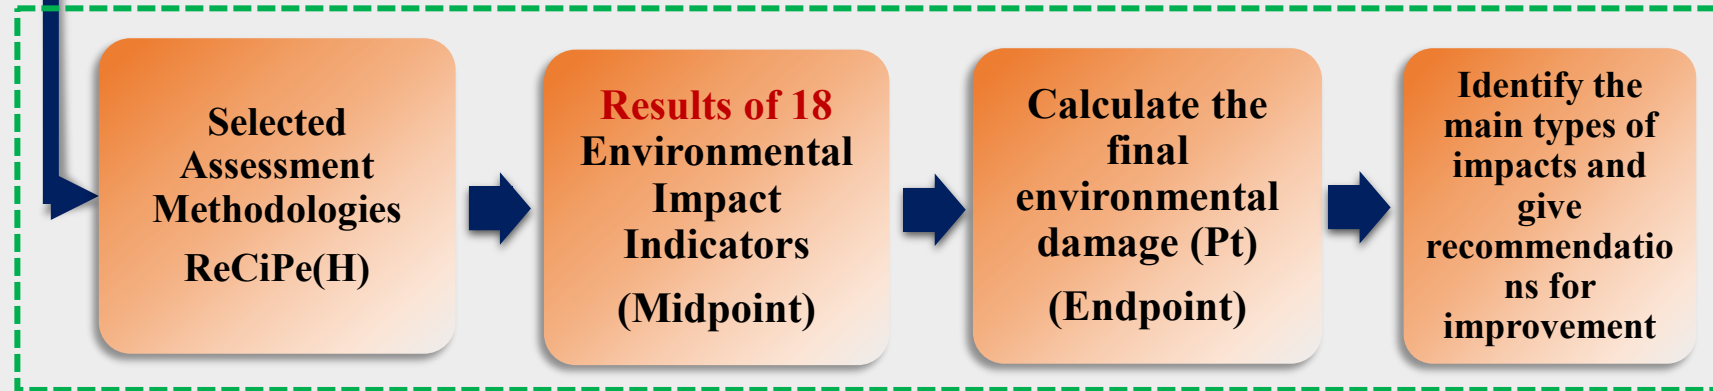 Selected
Assessment
Methodologies
ReCiPe(H)
Results of 18
Environmental
Impact
Indicators
(Midpoint)
Calculate the
final
environmental
damage (Pt)
(Endpoint)
Identify the
main types of
impacts and
give
recommendatio
ns for
improvement